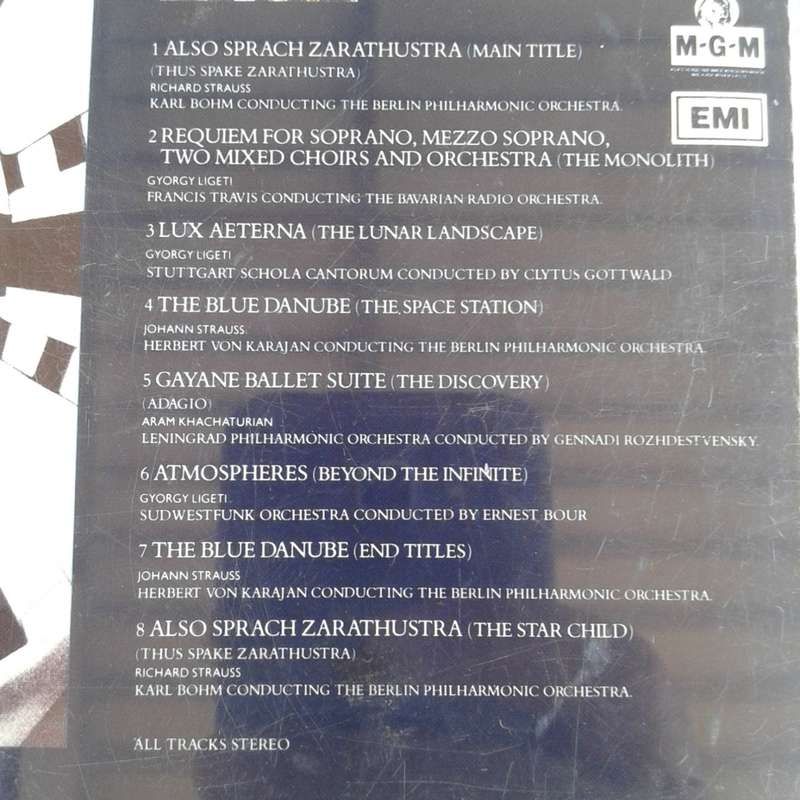 M-G-M
EMI
1 ALSO SPRACH ZARATHUSTRA (MAIN TITLE)
(THUS SPAKE ZARATHUSTRA)
RICHARD STRAUSS
KARL BOHM CONDUCTING THE BERLIN PHILHARMONIC ORCHESTRA.
2 REQUIEM FOR SOPRANO, MEZZO SOPRANO,
TWO MIXED CHOIRS AND ORCHESTRA (THE MONOLITH)
GYORGY LIGETI
FRANCIS TRAVIS CONDUCTING THE BAVARIAN RADIO ORCHESTRA.
3 LUX AETERNA (THE LUNAR LANDSCAPE)
GYORGY LIGETI
STUTTGART SCHOLA CANTORUM CONDUCTED BY CLYTUS GOTTWALD
4 THE BLUE DANUBE (THE SPACE STATION)
JOHANN STRAUSS.
HERBERT VON KARAJAN CONDUCTING THE BERLIN PHILHARMONIC ORCHESTRA.
5 GAYANE BALLET SUITE (THE DISCOVERY)
(ADAGIO)
ARAM KHACHATURIAN
LENINGRAD PHILHARMONIC ORCHESTRA CONDUCTED BY GENNADI ROZHDESTVENSKY.
6 ATMOSPHERES (BEYOND THE INFINITE)
GYORGY LIGETI.
SUDWESTFUNK ORCHESTRA CONDUCTED BY ERNEST BOUR
7 THE BLUE DANUBE (END TITLES)
JOHANN STRAUSS
HERBERT VON KARAJAN CONDUCTING THE BERLIN PHILHARMONIC ORCHESTRA.
8 ALSO SPRACH ZARATHUSTRA (THE STAR CHILD)
(THUS SPAKE ZARATHUSTRA)
RICHARD STRAUSS
KARL BOHM CONDUCTING THE BERLIN PHILHARMONIC ORCHESTRA.
ALL TRACKS STEREO